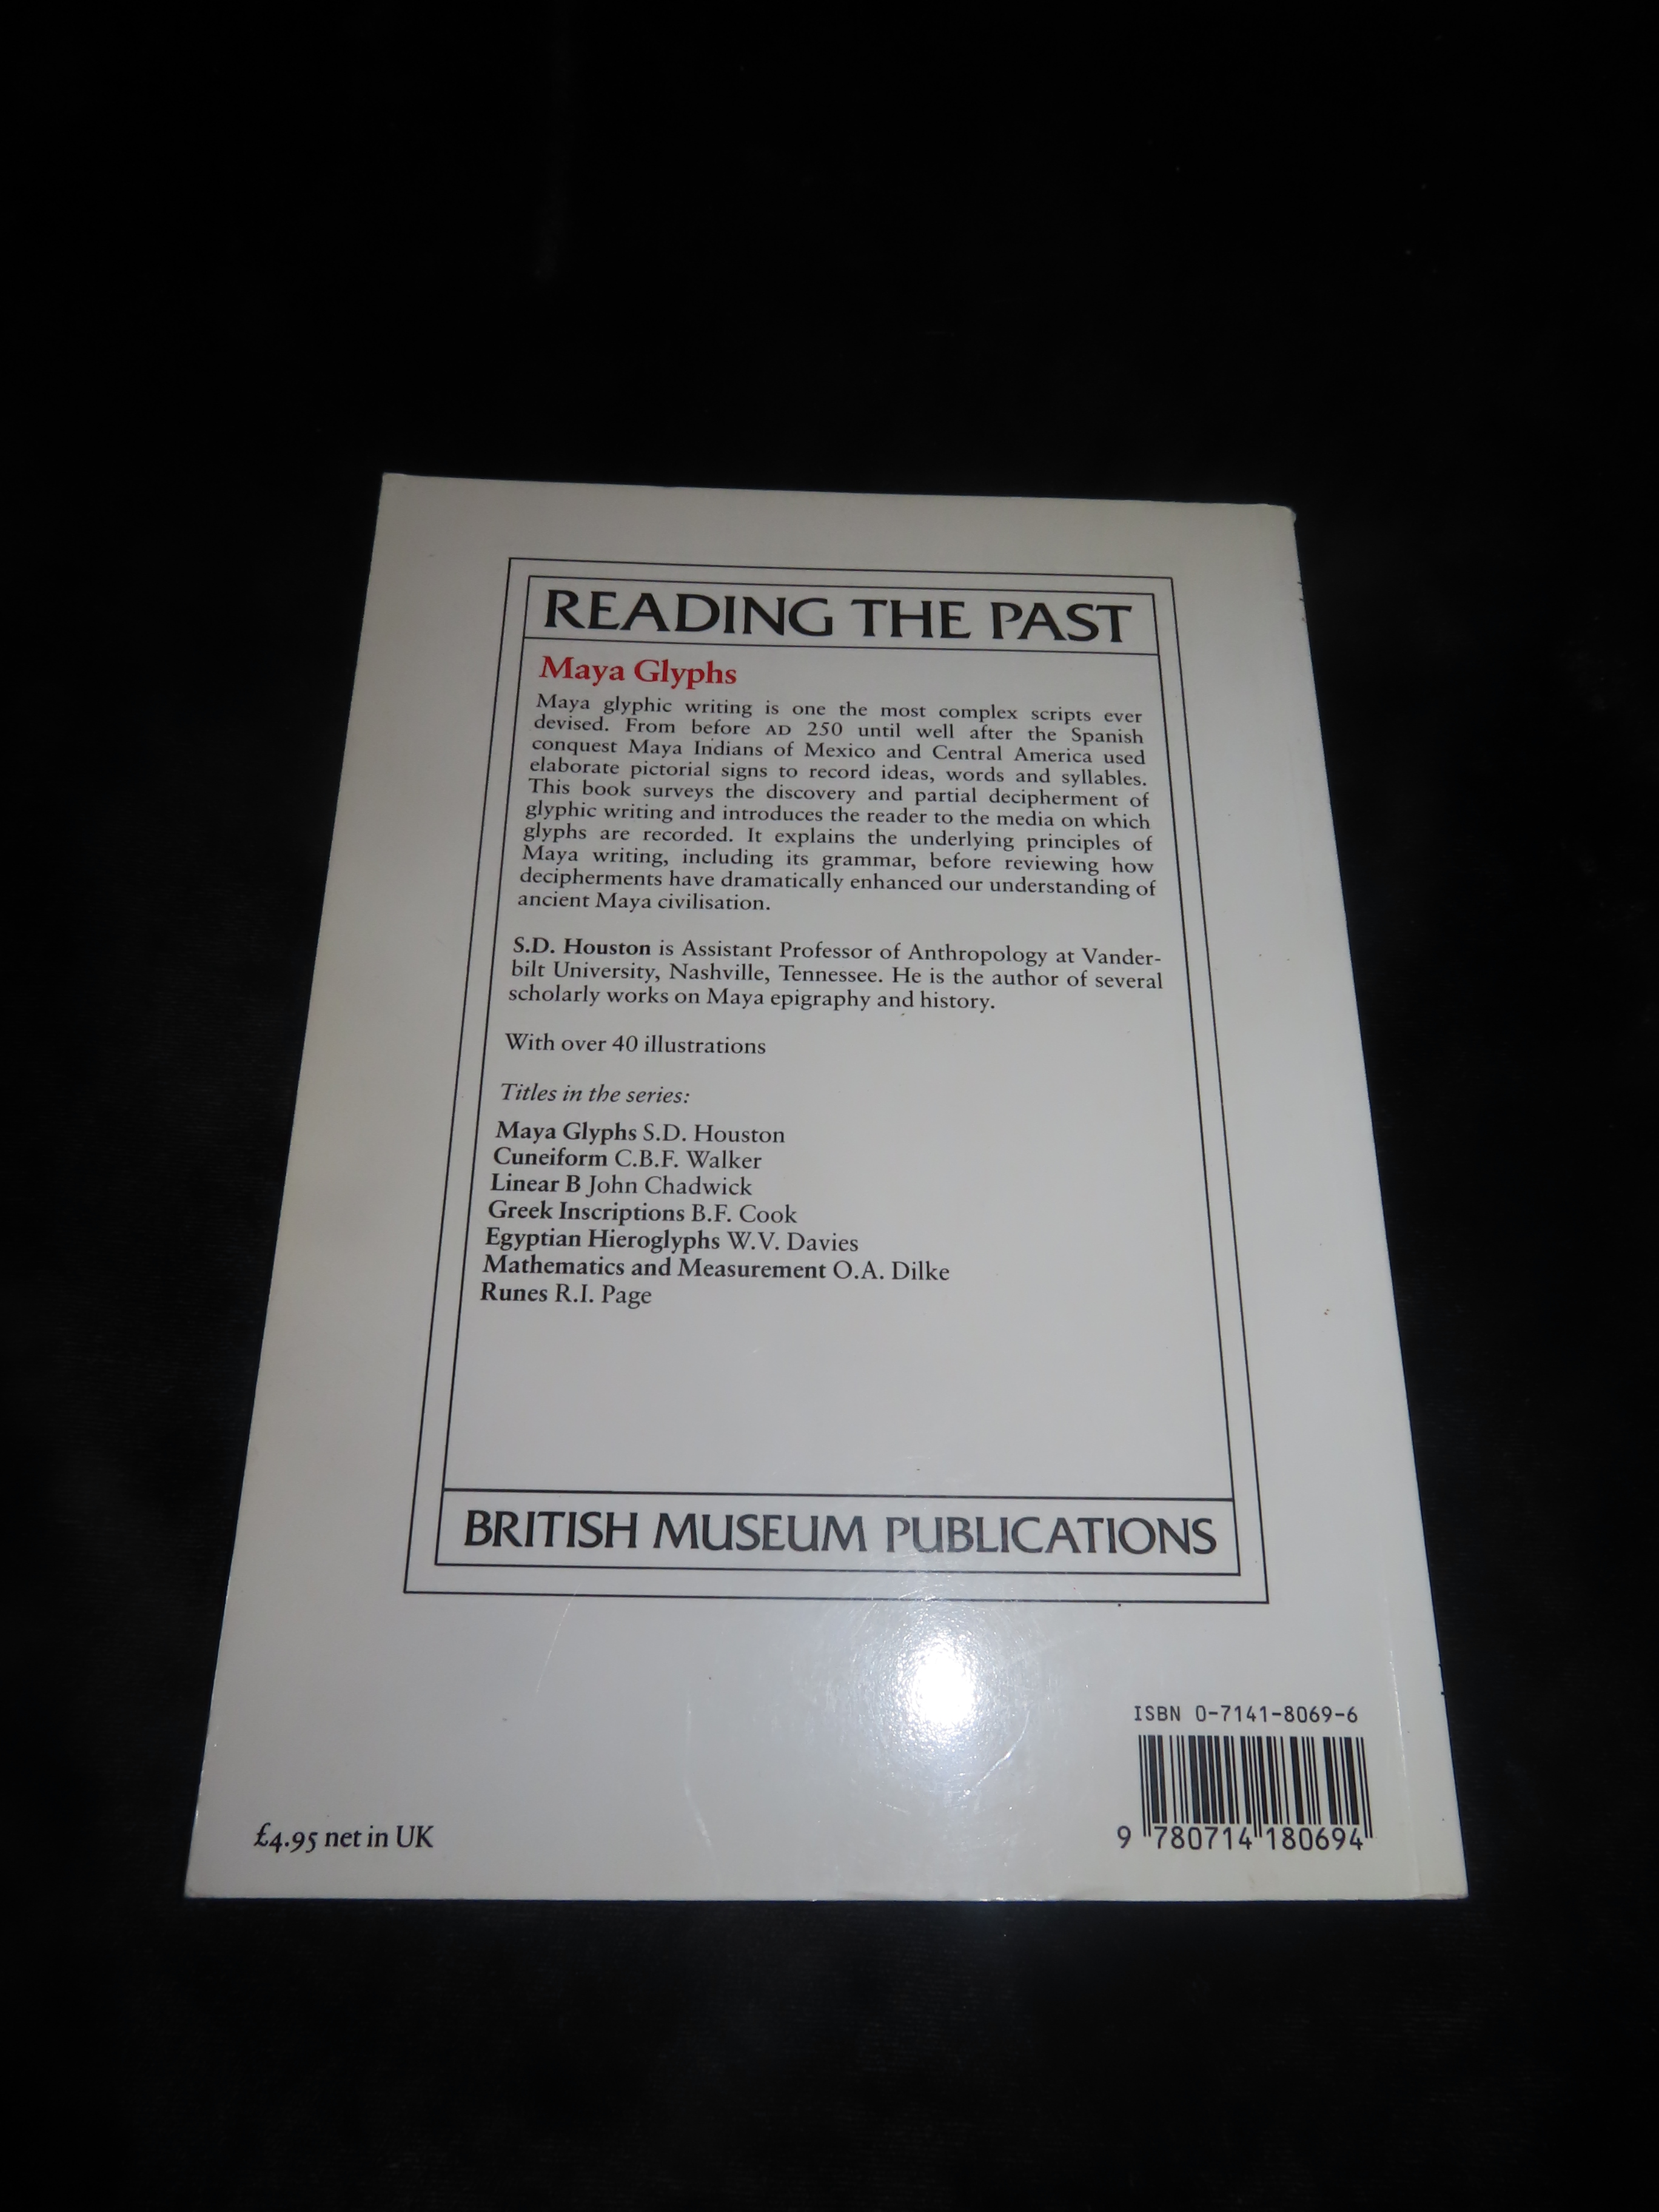 READING THE PAST
Maya Glyphs
Maya glyphic writing is one the most complex scripts ever
devised. From before AD 250 until well after the Spanish
conquest Maya Indians of Mexico and Central America used
elaborate pictorial signs to record ideas, words and syllables.
This book surveys the discovery and partial decipherment of
glyphic writing and introduces the reader to the media on which
glyphs are recorded. It explains the underlying principles of
Maya writing, including its grammar, before reviewing how
decipherments have dramatically enhanced our understanding of
ancient Maya civilisation.
S.D. Houston is Assistant Professor of Anthropology at Vander-
bilt University, Nashville, Tennessee. He is the author of several
scholarly works on Maya epigraphy and history.
With over 40 illustrations
Titles in the series:
Maya Glyphs S.D. Houston
Cuneiform C.B.F. Walker
Linear B John Chadwick
Greek Inscriptions B.F. Cook
Egyptian Hieroglyphs W.V. Davies
Mathematics and Measurement O.A. Dilke
Runes R.I. Page
BRITISH MUSEUM PUBLICATIONS
ISBN 0-7141-8069-6
9 780714 180694
£4.95 net in UK